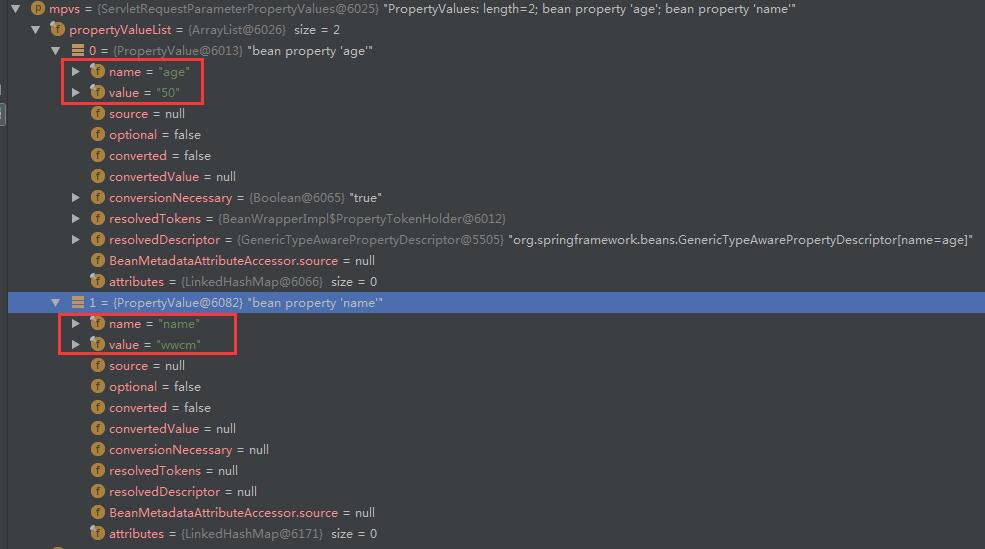 mpvs = {ServletRequestParameterPropertyValues@6025} "PropertyValues: length=2; bean property 'age'; bean property 'name'"
f propertyValueList = {ArrayList@6026} size = 2
0 = {PropertyValue@6013} "bean property 'age'"
f name = "age"
f value = "50"
f source = null
f optional = false
f converted = false
f convertedValue = null
f conversionNecessary = {Boolean@6065} "true"
f resolvedTokens = {BeanWrapperImpl$PropertyTokenHolder@6012}
f resolvedDescriptor = {GenericTypeAwarePropertyDescriptor@5505} "org.springframework.beans.GenericTypeAwarePropertyDescriptor[name=age]"
f BeanMetadataAttributeAccessor.source = null
f attributes = {LinkedHashMap@6066} size = 0
1 = {PropertyValue@6082} "bean property 'name'"
f name = "name"
f value = "wwcm"
f source = null
f optional = false
f converted = false
f convertedValue = null
f conversionNecessary = null
f resolvedTokens = null
f resolvedDescriptor = null
f BeanMetadataAttributeAccessor.source = null
f attributes = {LinkedHashMap@6171} size = 0